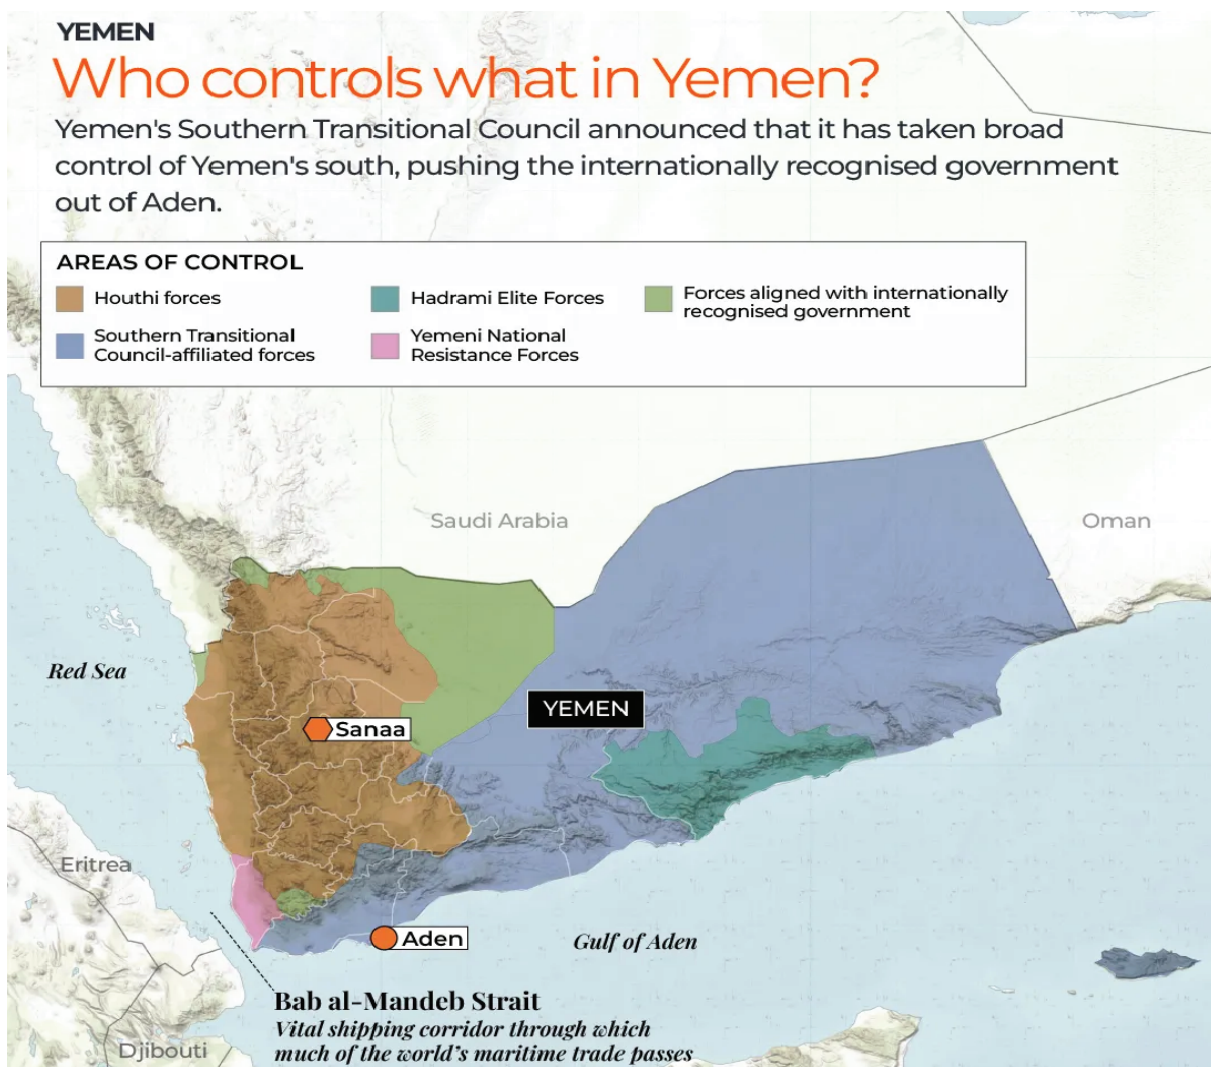 YEMEN
Who controls what in Yemen?
Yemen's Southern Transitional Council announced that it has taken broad
control of Yemen's south, pushing the internationally recognised government
out of Aden.
AREAS OF CONTROL
Houthi forces
Southern Transitional
Council-affiliated forces
Hadrami Elite Forces
Yemeni National
Resistance Forces
Forces aligned with internationally
recognised government
Saudi Arabia
Oman
Red Sea
YEMEN
Sanaa
Eritrea
Aden
Gulf of Aden
Bab al-Mandeb Strait
Vital shipping corridor through which
much of the world's maritime trade passes
Djibouti